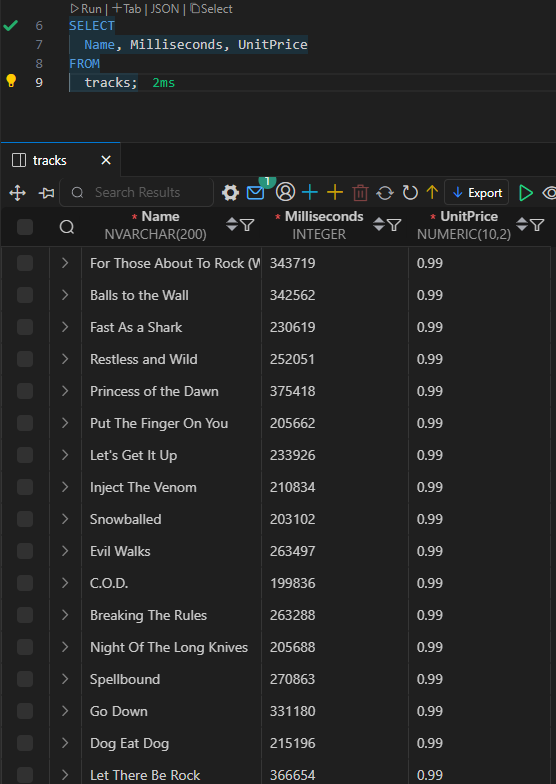 Run | +Tab | JSON | Select
6 SELECT
7 Name, Milliseconds, UnitPrice
8 FROM
9 tracks; 2ms
tracks
Search Results 1 Export
* Name * Milliseconds * UnitPrice
NVARCHAR(200) INTEGER NUMERIC(10,2)
For Those About To Rock (W 343719 0.99
Balls to the Wall 342562 0.99
Fast As a Shark 230619 0.99
Restless and Wild 252051 0.99
Princess of the Dawn 375418 0.99
Put The Finger On You 205662 0.99
Let's Get It Up 233926 0.99
Inject The Venom 210834 0.99
Snowballed 203102 0.99
Evil Walks 263497 0.99
C.O.D. 199836 0.99
Breaking The Rules 263288 0.99
Night Of The Long Knives 205688 0.99
Spellbound 270863 0.99
Go Down 331180 0.99
Dog Eat Dog 215196 0.99
Let There Be Rock 366654 0.99